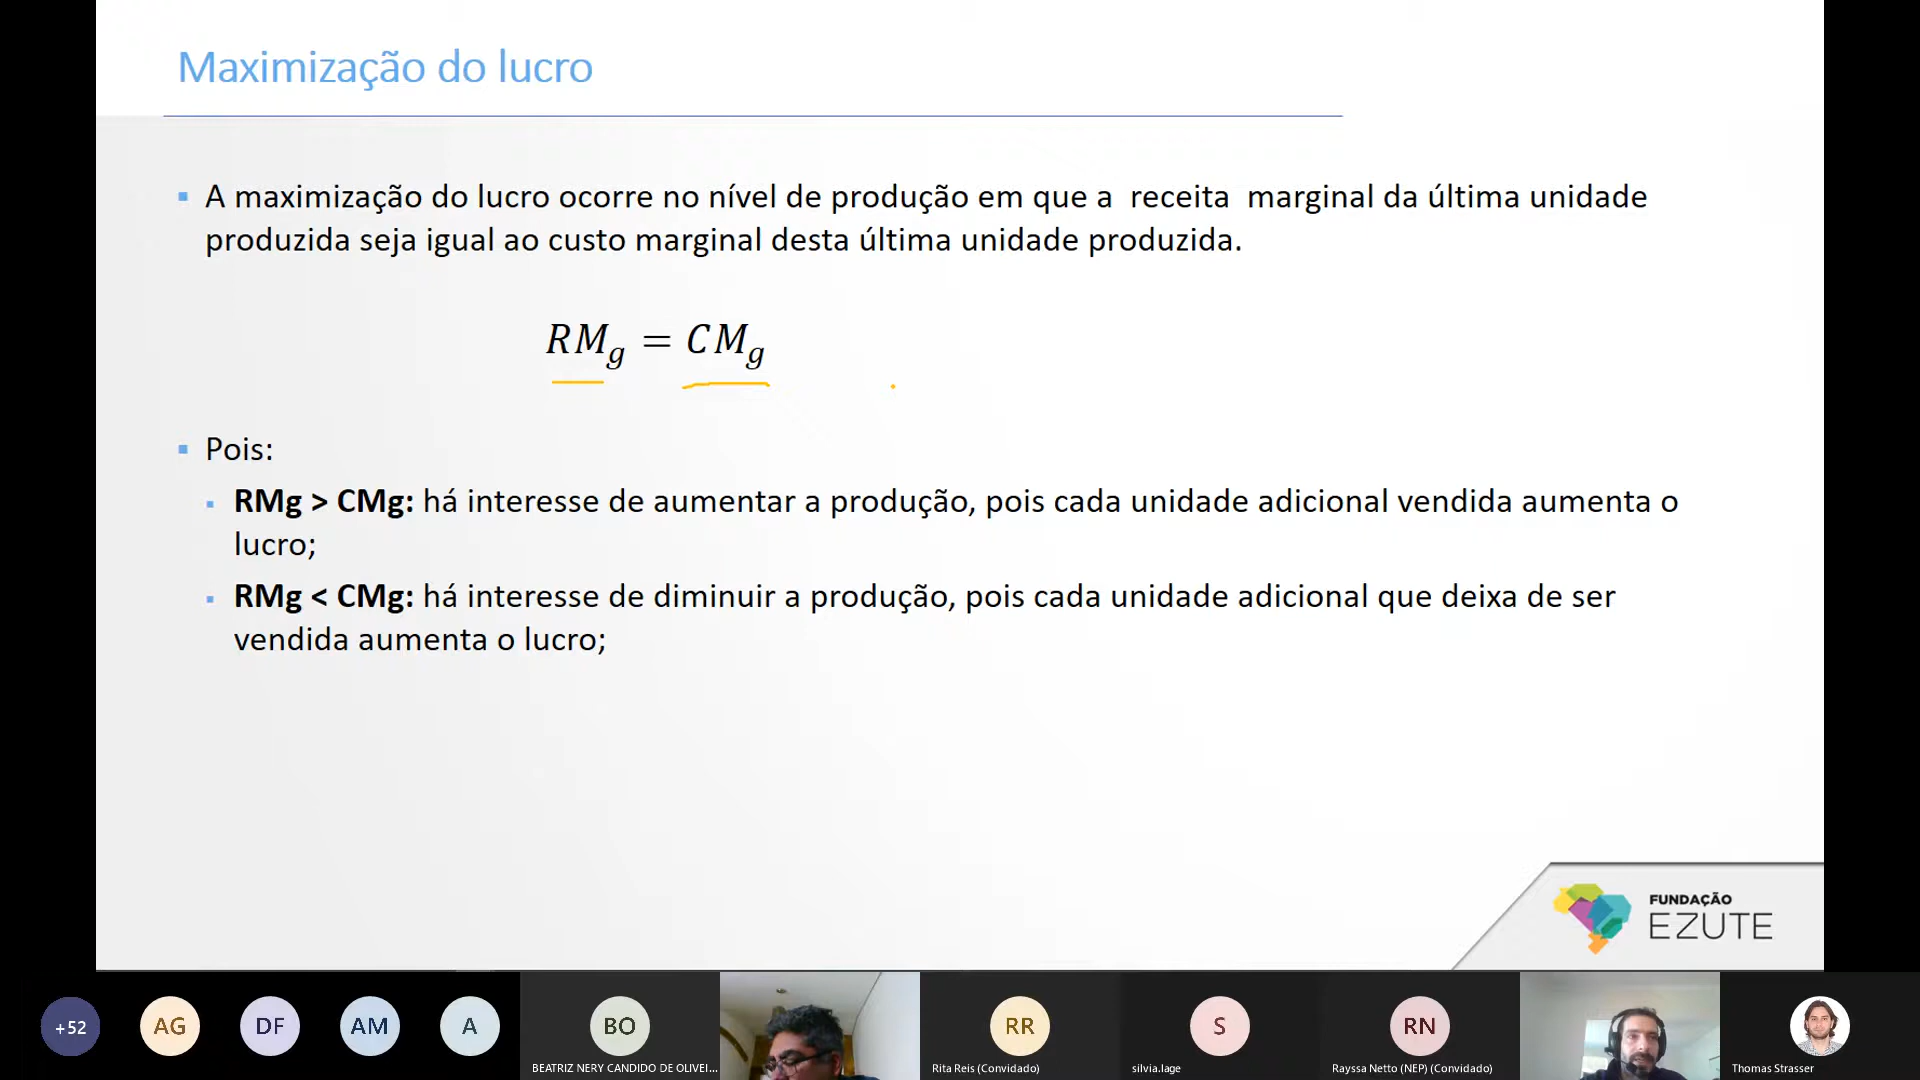 Maximização do lucro
A maximização do lucro ocorre no nível de produção em que a receita marginal da última unidade
produzida seja igual ao custo marginal desta última unidade produzida.
RMg = CMg
Pois:
RMg > CMg: há interesse de aumentar a produção, pois cada unidade adicional vendida aumenta o
lucro;
RMg < CMg: há interesse de diminuir a produção, pois cada unidade adicional que deixa de ser
vendida aumenta o lucro;
FUNDAÇÃO
EZUTE
+52
AG
DF
AM
A
BO
RR
S
RN
BEATRIZ NERY CANDIDO DE OLIVEI...
Rita Reis (Convidado)
silvia.lage
Rayssa Netto (NEP) (Convidado)
Thomas Strasser